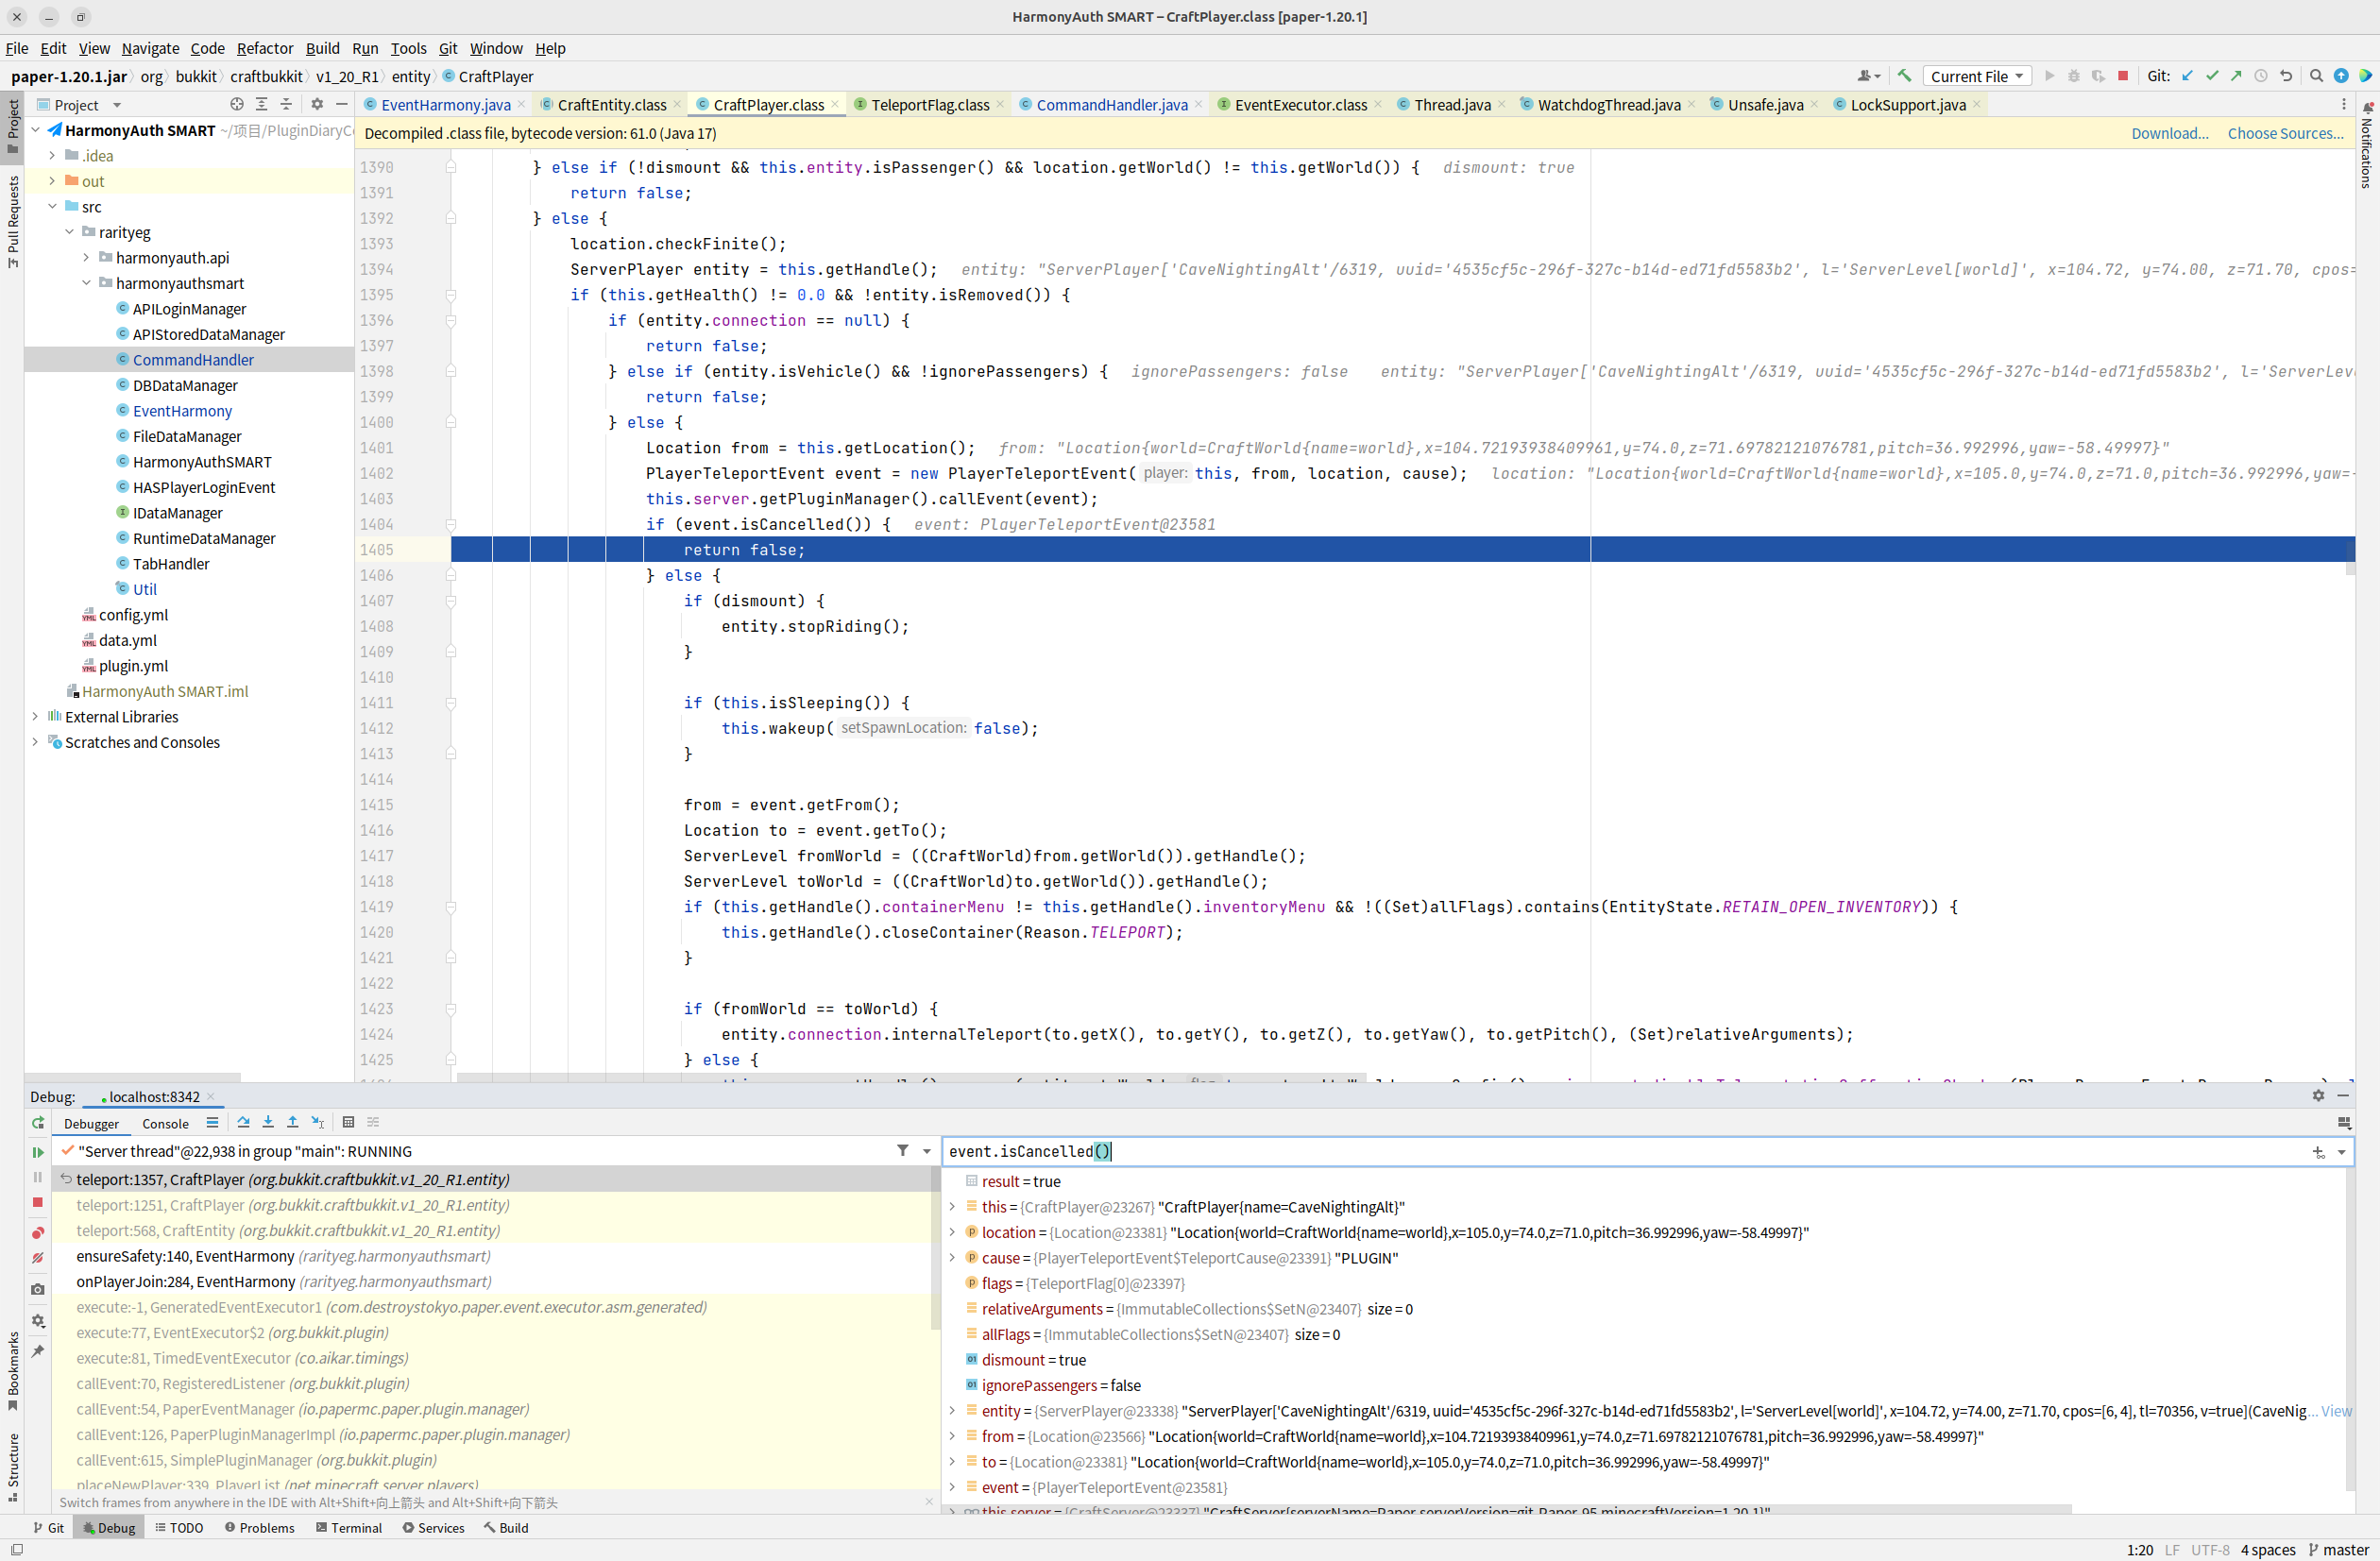 HarmonyAuth SMART – CraftPlayer.class [paper-1.20.1]
File Edit View Navigate Code Refactor Build Run Tools Git Window Help
paper-1.20.1.jar org bukkit craftbukkit v1_20_R1 entity CraftPlayer Current File Git:
Project EventHarmony.java CraftEntity.class CraftPlayer.class TeleportFlag.class CommandHandler.java EventExecutor.class Thread.java WatchdogThread.java Unsafe.java LockSupport.java
Decompiled .class file, bytecode version: 61.0 (Java 17) Download... Choose Sources...
Project
Pull Requests
Bookmarks
Structure
Notifications
HarmonyAuth SMART ~/项目/PluginDiaryC
.idea
out
src
rarityeg
harmonyauth.api
harmonyauthsmart
APILoginManager
APIStoredDataManager
CommandHandler
DBDataManager
EventHarmony
FileDataManager
HarmonyAuthSMART
HASPlayerLoginEvent
IDataManager
RuntimeDataManager
TabHandler
Util
config.yml
data.yml
plugin.yml
HarmonyAuth SMART.iml
External Libraries
Scratches and Consoles
1390 } else if (!dismount && this.entity.isPassenger() && location.getWorld() != this.getWorld()) { dismount: true
1391 return false;
1392 } else {
1393 location.checkFinite();
1394 ServerPlayer entity = this.getHandle(); entity: "ServerPlayer['CaveNightingAlt'/6319, uuid='4535cf5c-296f-327c-b14d-ed71fd5583b2', l='ServerLevel[world]', x=104.72, y=74.00, z=71.70, cpos=
1395 if (this.getHealth() != 0.0 && !entity.isRemoved()) {
1396 if (entity.connection == null) {
1397 return false;
1398 } else if (entity.isVehicle() && !ignorePassengers) { ignorePassengers: false entity: "ServerPlayer['CaveNightingAlt'/6319, uuid='4535cf5c-296f-327c-b14d-ed71fd5583b2', l='ServerLev
1399 return false;
1400 } else {
1401 Location from = this.getLocation(); from: "Location{world=CraftWorld{name=world},x=104.72193938409961,y=74.0,z=71.69782121076781,pitch=36.992996,yaw=-58.49997}"
1402 PlayerTeleportEvent event = new PlayerTeleportEvent( player: this, from, location, cause); location: "Location{world=CraftWorld{name=world},x=105.0,y=74.0,z=71.0,pitch=36.992996,yaw=-
1403 this.server.getPluginManager().callEvent(event);
1404 if (event.isCancelled()) { event: PlayerTeleportEvent@23581
1405 return false;
1406 } else {
1407 if (dismount) {
1408 entity.stopRiding();
1409 }
1410
1411 if (this.isSleeping()) {
1412 this.wakeup( setSpawnLocation: false);
1413 }
1414
1415 from = event.getFrom();
1416 Location to = event.getTo();
1417 ServerLevel fromWorld = ((CraftWorld)from.getWorld()).getHandle();
1418 ServerLevel toWorld = ((CraftWorld)to.getWorld()).getHandle();
1419 if (this.getHandle().containerMenu != this.getHandle().inventoryMenu && !((Set)allFlags).contains(EntityState.RETAIN_OPEN_INVENTORY)) {
1420 this.getHandle().closeContainer(Reason.TELEPORT);
1421 }
1422
1423 if (fromWorld == toWorld) {
1424 entity.connection.internalTeleport(to.getX(), to.getY(), to.getZ(), to.getYaw(), to.getPitch(), (Set)relativeArguments);
1425 } else {
Debug: localhost:8342
Debugger Console
"Server thread"@22,938 in group "main": RUNNING
teleport:1357, CraftPlayer (org.bukkit.craftbukkit.v1_20_R1.entity)
teleport:1251, CraftPlayer (org.bukkit.craftbukkit.v1_20_R1.entity)
teleport:568, CraftEntity (org.bukkit.craftbukkit.v1_20_R1.entity)
ensureSafety:140, EventHarmony (rarityeg.harmonyauthsmart)
onPlayerJoin:284, EventHarmony (rarityeg.harmonyauthsmart)
execute:-1, GeneratedEventExecutor1 (com.destroystokyo.paper.event.executor.asm.generated)
execute:77, EventExecutor$2 (org.bukkit.plugin)
execute:81, TimedEventExecutor (co.aikar.timings)
callEvent:70, RegisteredListener (org.bukkit.plugin)
callEvent:54, PaperEventManager (io.papermc.paper.plugin.manager)
callEvent:126, PaperPluginManagerImpl (io.papermc.paper.plugin.manager)
callEvent:615, SimplePluginManager (org.bukkit.plugin)
placeNewPlayer:339, PlayerList (net.minecraft.server.players)
Switch frames from anywhere in the IDE with Alt+Shift+向上箭头 and Alt+Shift+向下箭头
event.isCancelled()
result = true
this = {CraftPlayer@23267} "CraftPlayer{name=CaveNightingAlt}"
location = {Location@23381} "Location{world=CraftWorld{name=world},x=105.0,y=74.0,z=71.0,pitch=36.992996,yaw=-58.49997}"
cause = {PlayerTeleportEvent$TeleportCause@23391} "PLUGIN"
flags = {TeleportFlag[0]@23397}
relativeArguments = {ImmutableCollections$SetN@23407} size = 0
allFlags = {ImmutableCollections$SetN@23407} size = 0
dismount = true
ignorePassengers = false
entity = {ServerPlayer@23338} "ServerPlayer['CaveNightingAlt'/6319, uuid='4535cf5c-296f-327c-b14d-ed71fd5583b2', l='ServerLevel[world]', x=104.72, y=74.00, z=71.70, cpos=[6, 4], tl=70356, v=true](CaveNig... View
from = {Location@23566} "Location{world=CraftWorld{name=world},x=104.72193938409961,y=74.0,z=71.69782121076781,pitch=36.992996,yaw=-58.49997}"
to = {Location@23381} "Location{world=CraftWorld{name=world},x=105.0,y=74.0,z=71.0,pitch=36.992996,yaw=-58.49997}"
event = {PlayerTeleportEvent@23581}
this.server = {CraftServer@23337} "CraftServer{serverName=Paper,serverVersion=git-Paper-95,minecraftVersion=1.20.1}"
Git Debug TODO Problems Terminal Services Build
1:20 LF UTF-8 4 spaces master